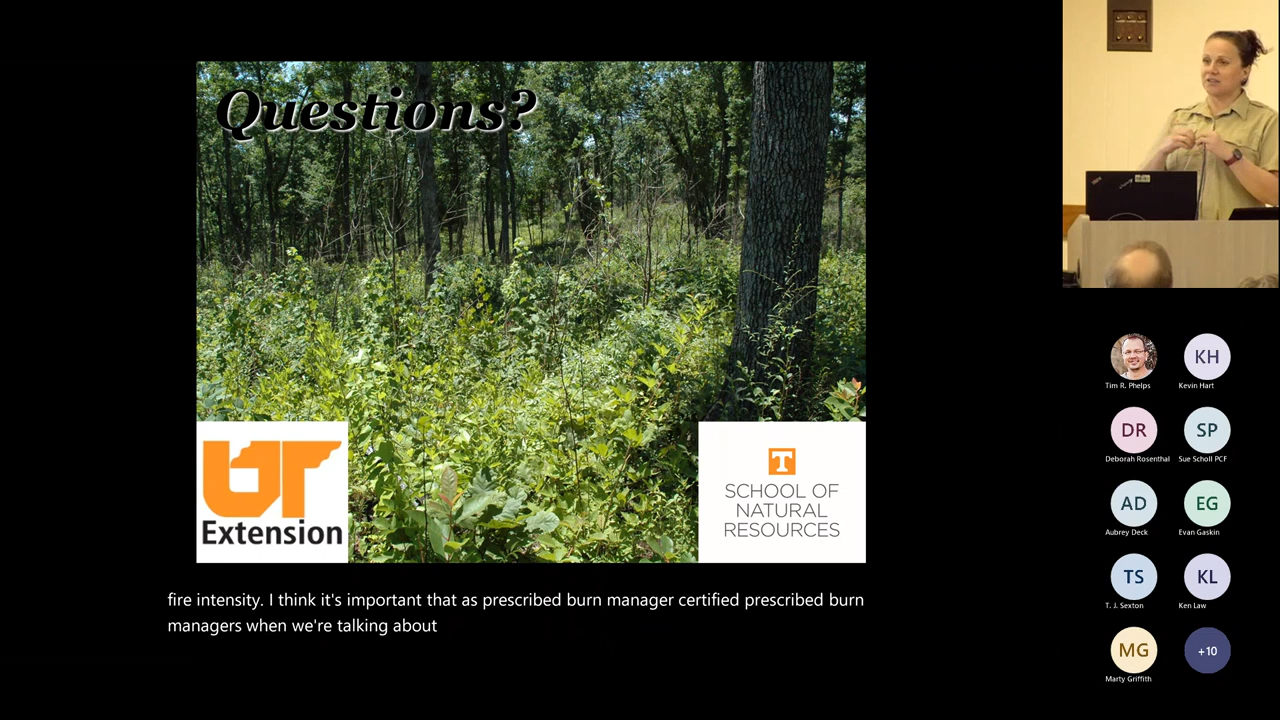 Questions?
UT
Extension
T
SCHOOL OF
NATURAL
RESOURCES
fire intensity. I think it's important that as prescribed burn manager certified prescribed burn
managers when we're talking about
Tim R. Phelps
KH
Kevin Hart
DR
Deborah Rosenthal
SP
Sue Scholl PCF
AD
Aubrey Deck
EG
Evan Gaskin
TS
T. J. Sexton
KL
Ken Law
MG
Marty Griffith
+10